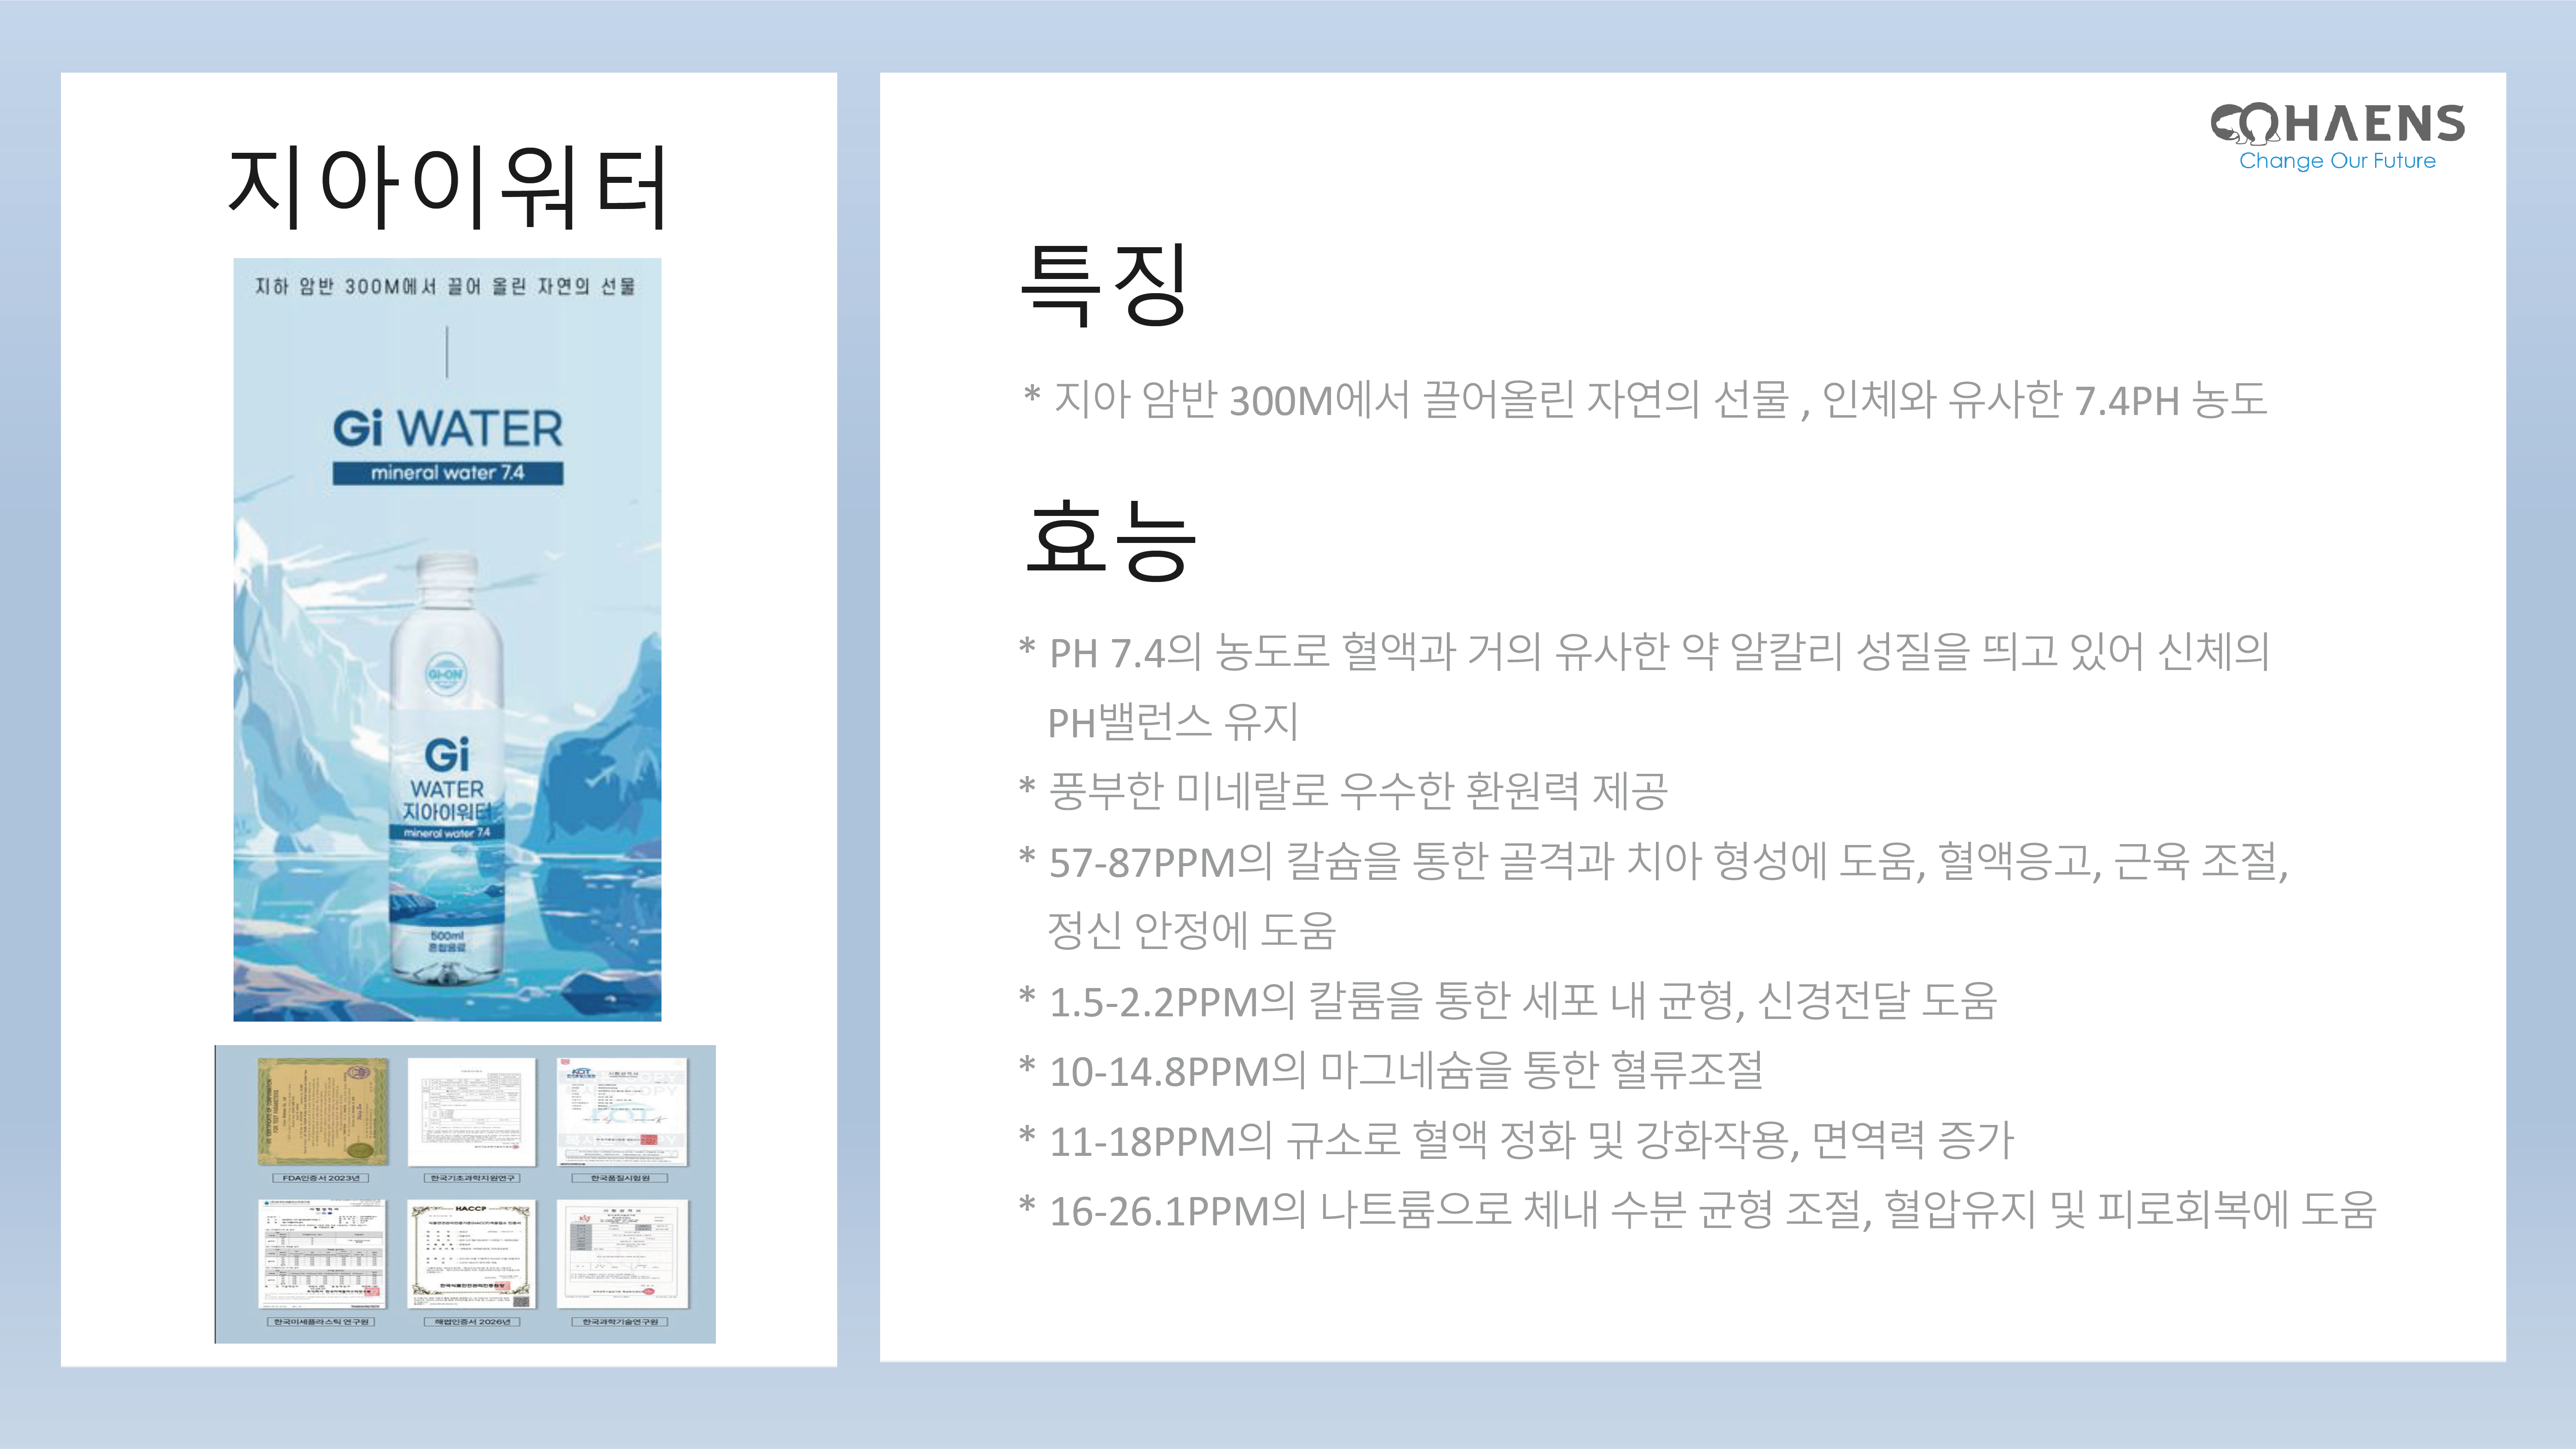 지아이워터
지하 암반 300M에서 끌어 올린 자연의 선물
Gi WATER
mineral water 7.4
GI-ON
Gi
WATER
지아이워터
mineral water 7.4
500ml
혼합음료
FDA인증서 2023년
한국기초과학지원연구
한국품질시험원
HACCP
한국미세플라스틱 연구원
해썹인증서 2026년
한국과학기술연구원
COHAENS
Change Our Future
특징
* 지아 암반 300M에서 끌어올린 자연의 선물 , 인체와 유사한 7.4PH 농도
효능
* PH 7.4의 농도로 혈액과 거의 유사한 약 알칼리 성질을 띄고 있어 신체의
PH밸런스 유지
* 풍부한 미네랄로 우수한 환원력 제공
* 57-87PPM의 칼슘을 통한 골격과 치아 형성에 도움, 혈액응고, 근육 조절,
정신 안정에 도움
* 1.5-2.2PPM의 칼륨을 통한 세포 내 균형, 신경전달 도움
* 10-14.8PPM의 마그네슘을 통한 혈류조절
* 11-18PPM의 규소로 혈액 정화 및 강화작용, 면역력 증가
* 16-26.1PPM의 나트륨으로 체내 수분 균형 조절, 혈압유지 및 피로회복에 도움